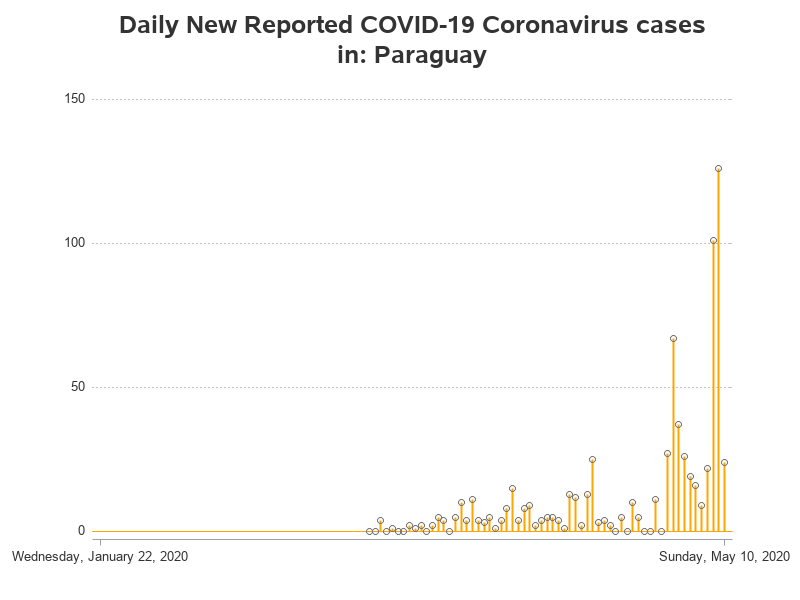 Daily New Reported COVID-19 Coronavirus cases
in: Paraguay
150
100
50
0
Wednesday, January 22, 2020
Sunday, May 10, 2020